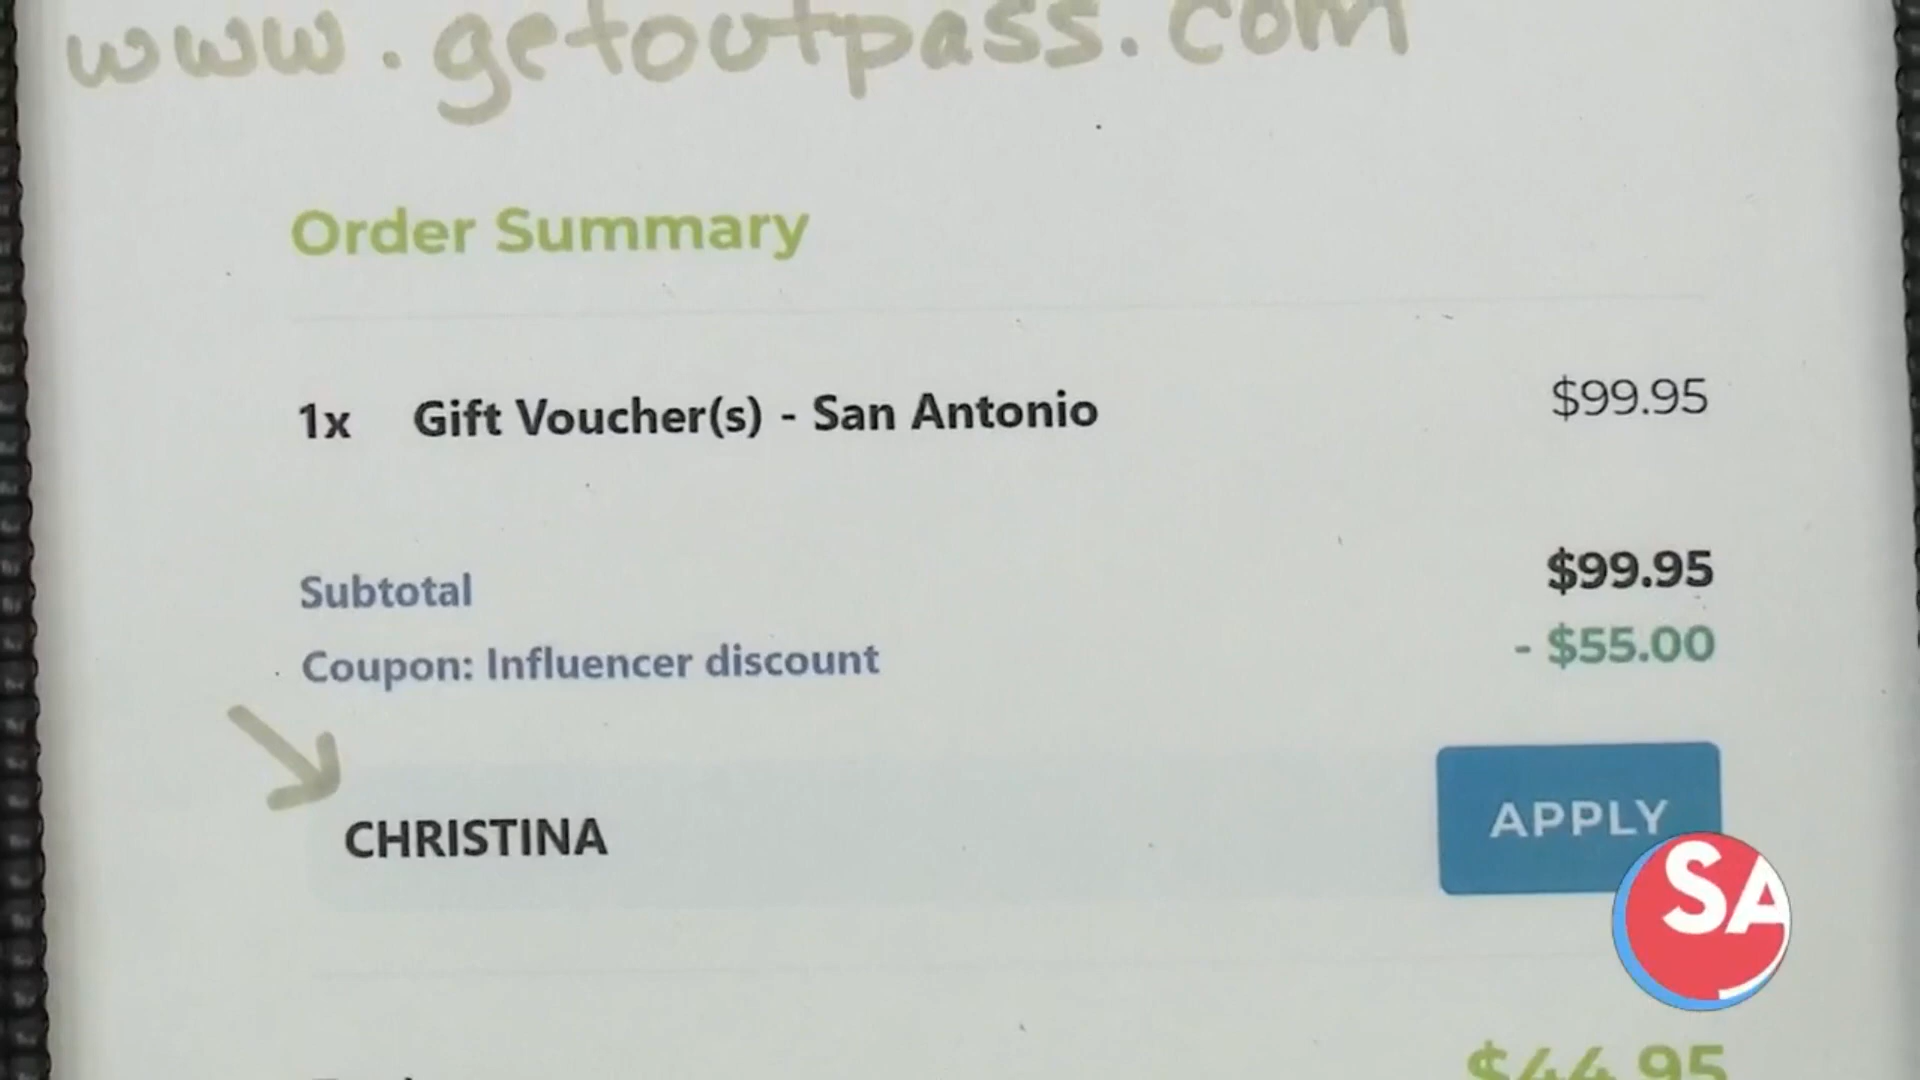 www.getoutpass.com
Order Summary
1x Gift Voucher(s) - San Antonio $99.95
Subtotal $99.95
Coupon: Influencer discount - $55.00
CHRISTINA APPLY
SA
$44.95